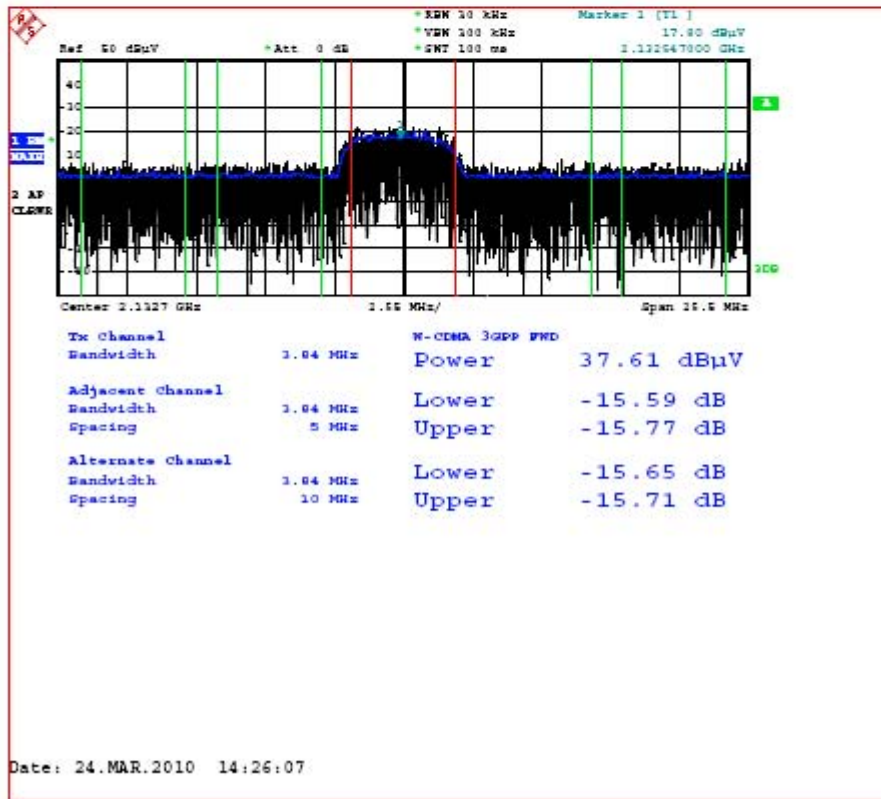 R S
* RBW 30 kHz Marker 1 [T1 ]
* VBW 300 kHz 17.80 dBµV
Ref 50 dBµV * Att 0 dB * SWT 100 ms 2.132647000 GHz
40
30
20
10
A
1 RM *
2 AP
CLRWR
3DB
Center 2.1327 GHz 2.55 MHz/ Span 25.5 MHz
Tx Channel W-CDMA 3GPP FWD
Bandwidth 3.84 MHz Power 37.61 dBµV
Adjacent Channel
Bandwidth 3.84 MHz Lower -15.59 dB
Spacing 5 MHz Upper -15.77 dB
Alternate Channel
Bandwidth 3.84 MHz Lower -15.65 dB
Spacing 10 MHz Upper -15.71 dB
Date: 24.MAR.2010 14:26:07